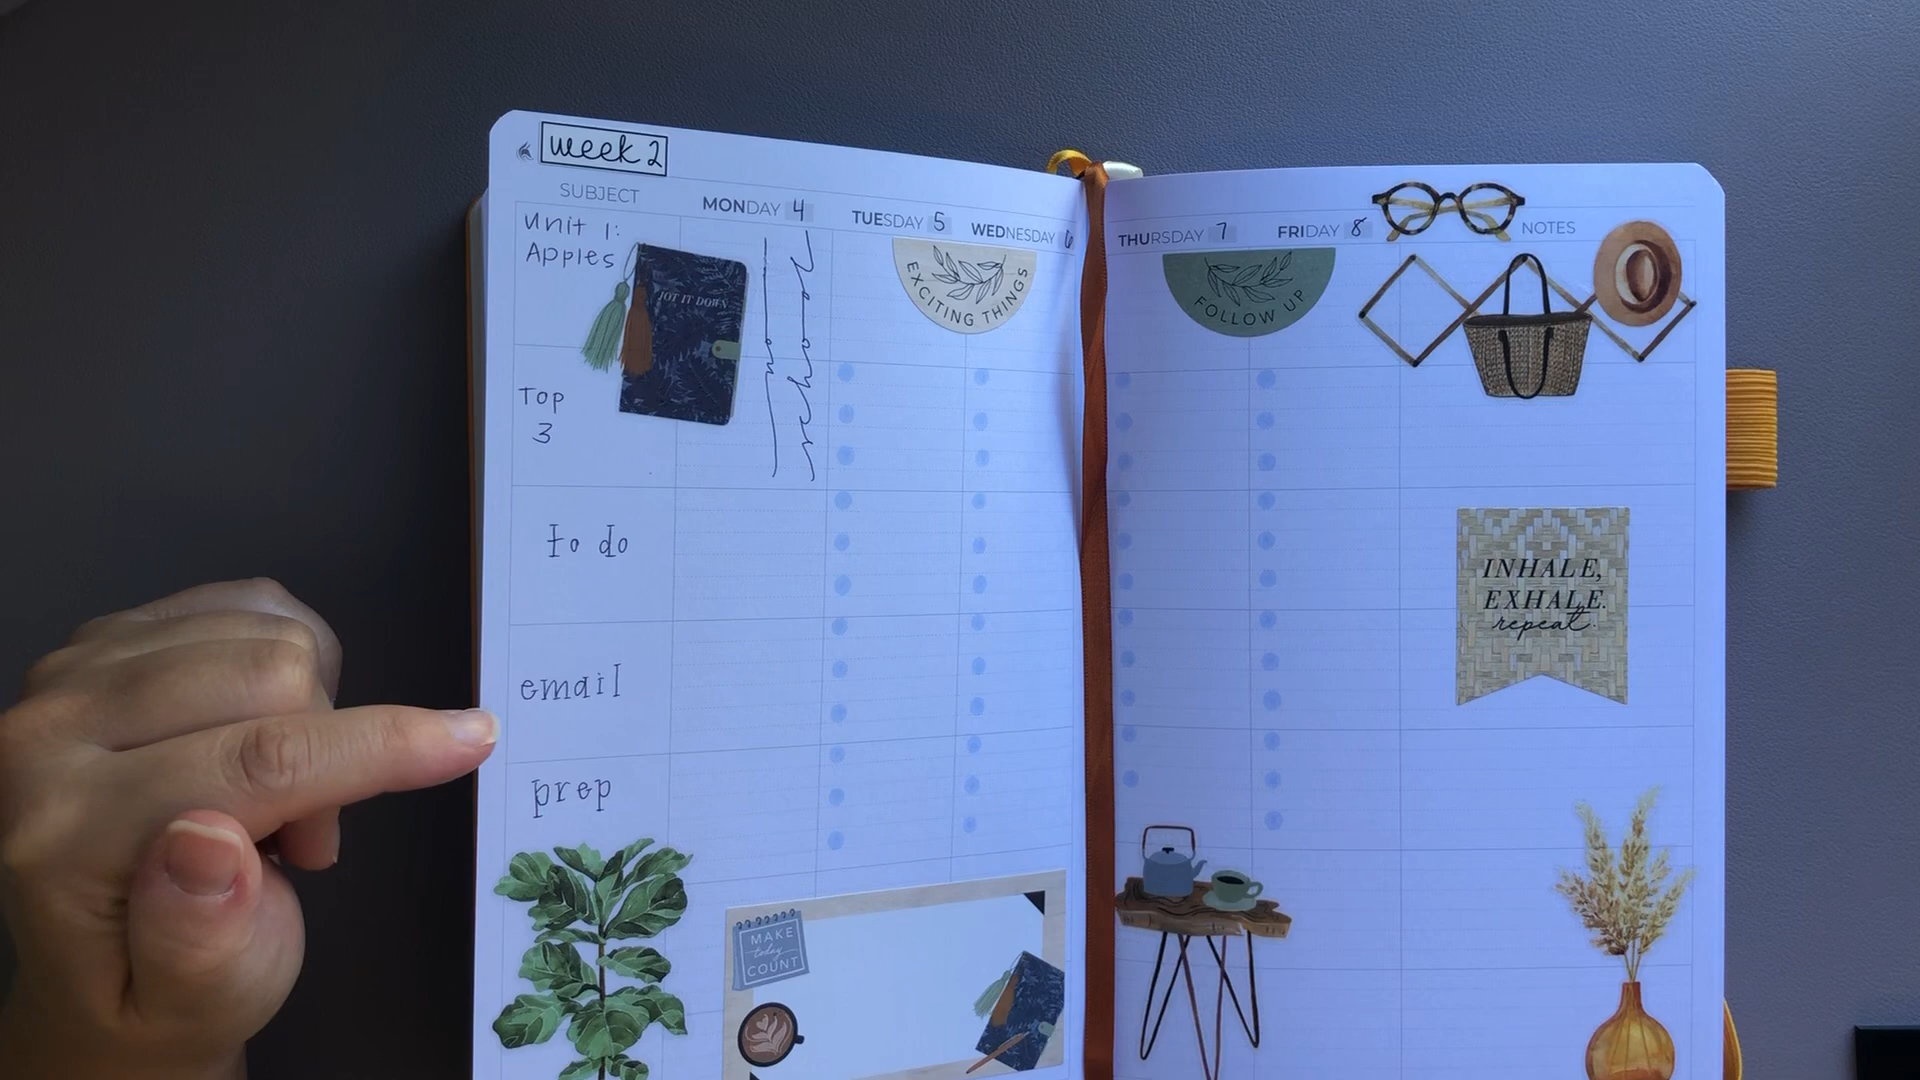 week 2
SUBJECT
MONDAY 4
TUESDAY 5
WEDNESDAY 6
THURSDAY 7
FRIDAY 8
NOTES
Unit 1:
Apples
JOT IT DOWN
no
school
EXCITING THINGS
FOLLOW UP
Top
3
to do
email
prep
INHALE,
EXHALE.
repeat.
MAKE
today
COUNT